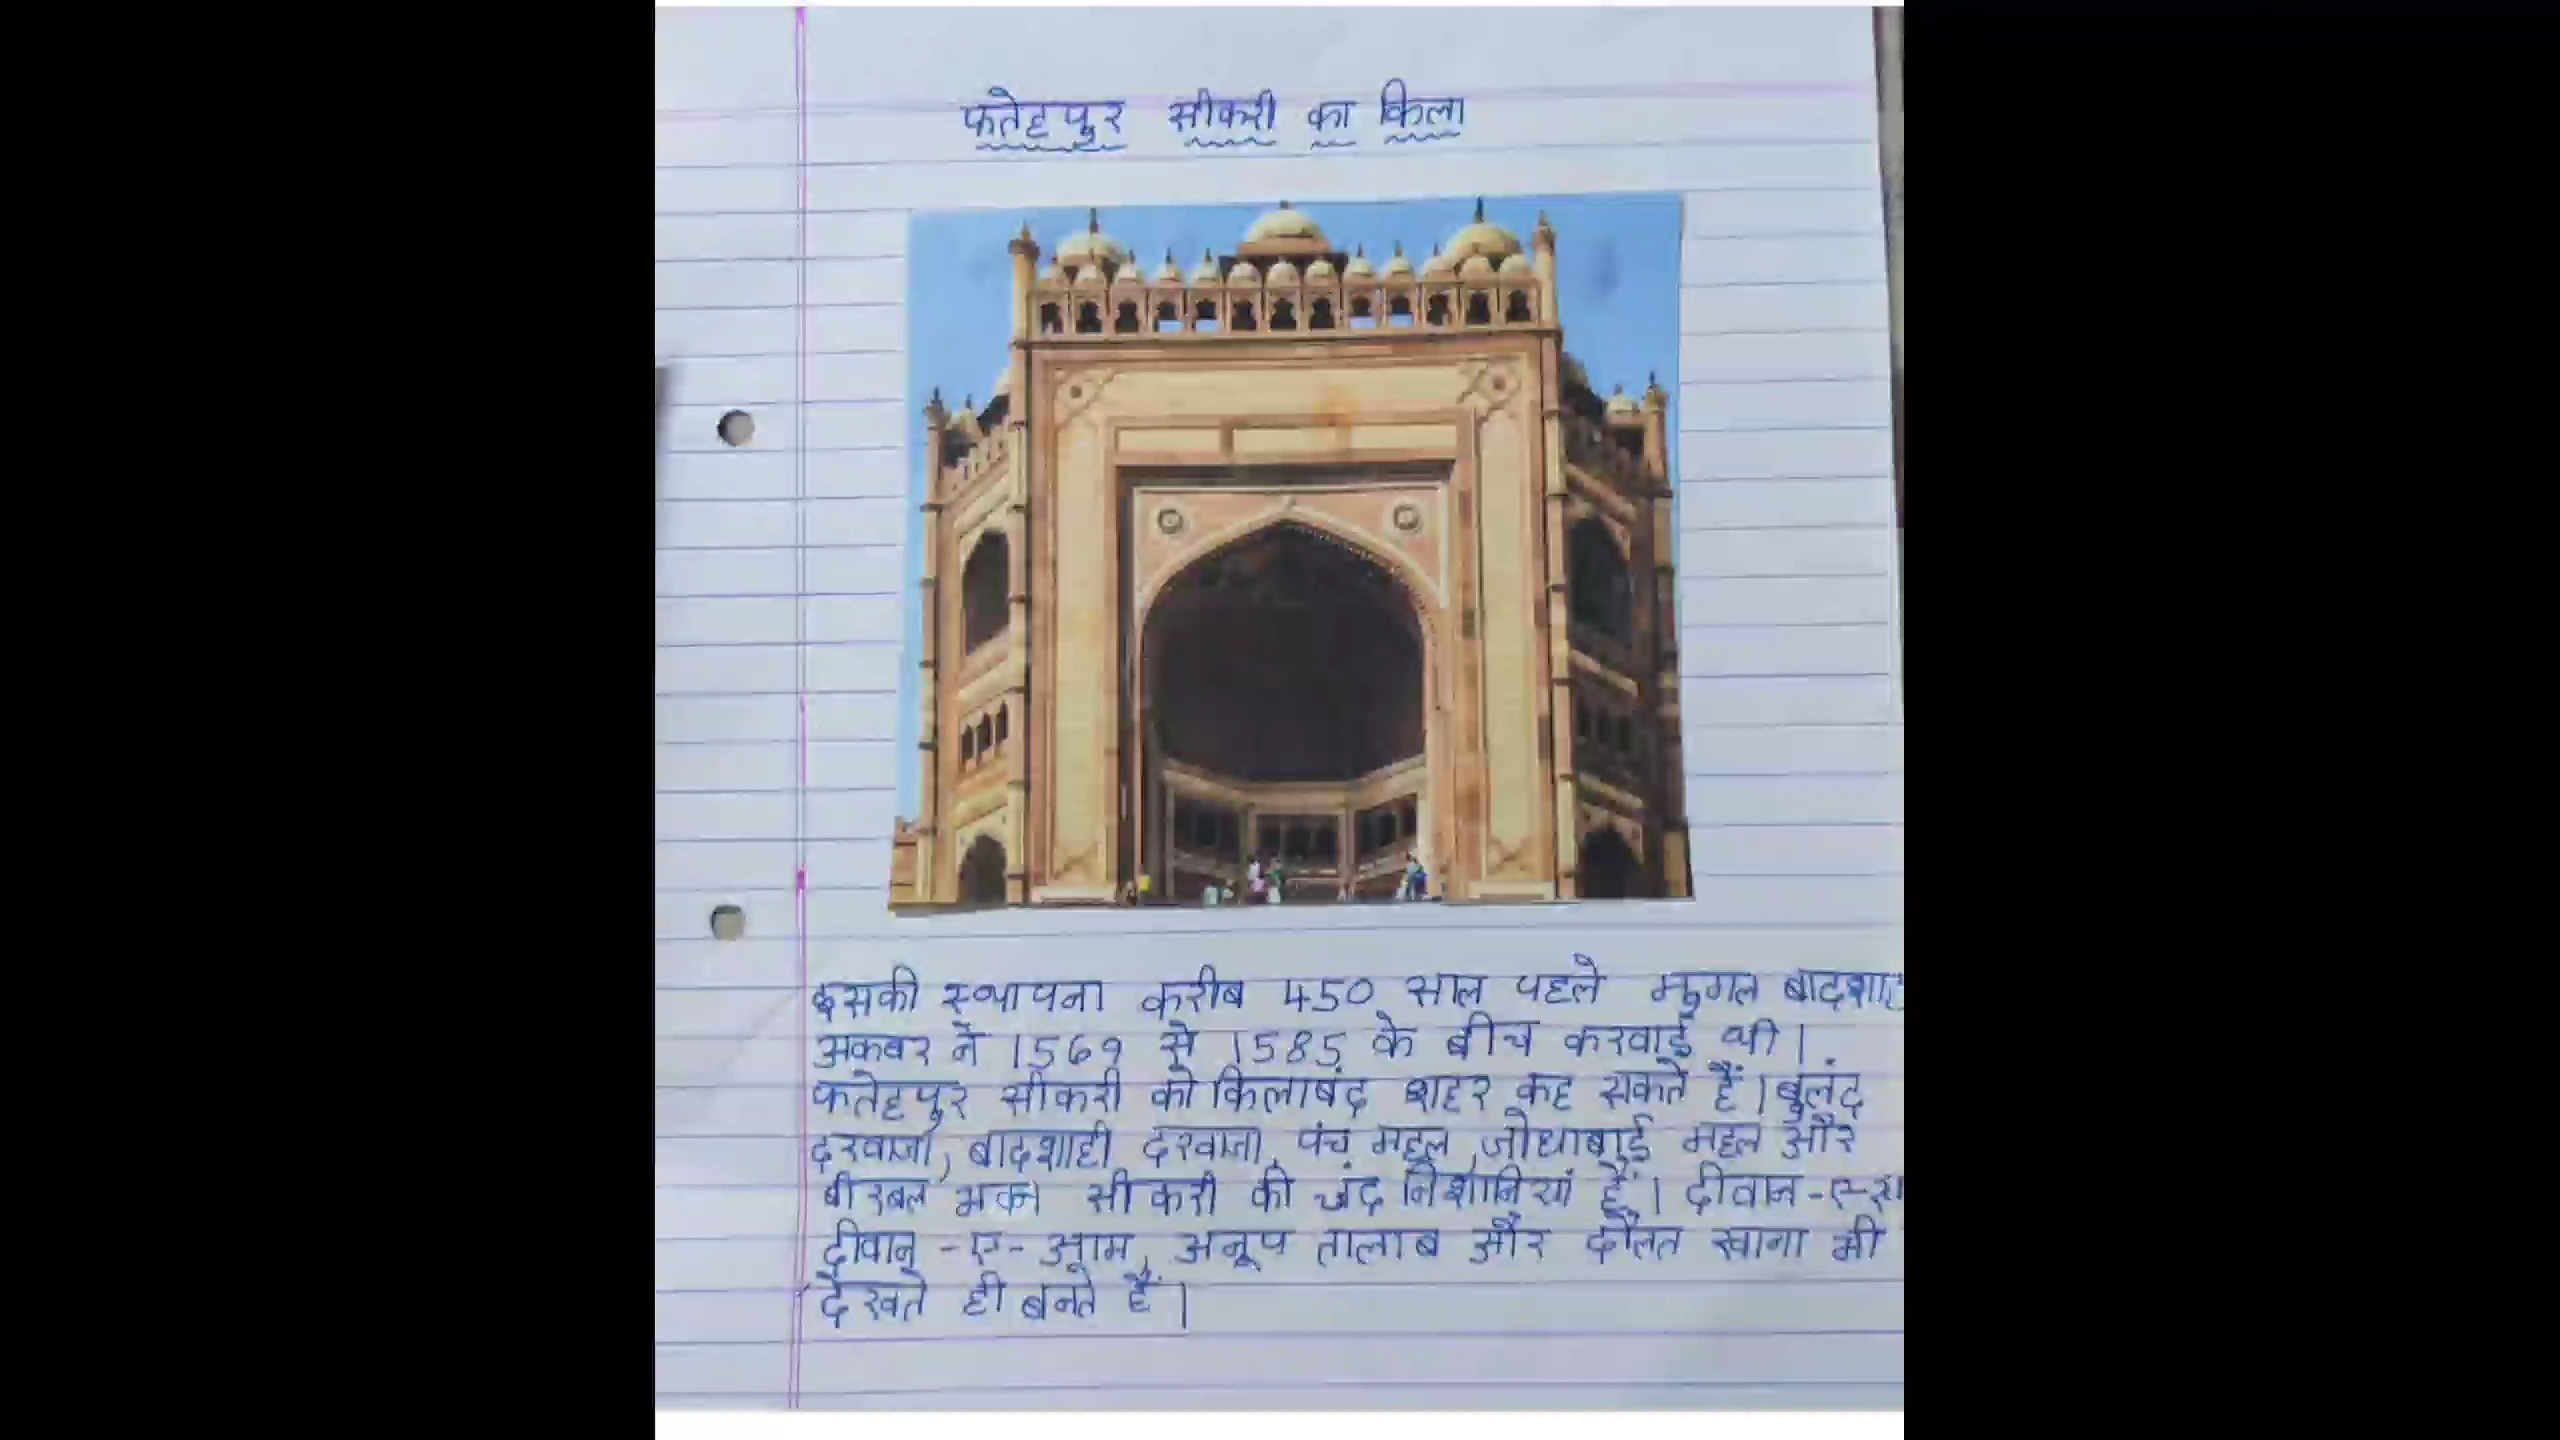 फतेहपुर सीकरी का किला
इसकी स्थापना करीब 450 साल पहले मुगल बादशाह
अकबर ने 1569 से 1585 के बीच करवाई थी।
फतेहपुर सीकरी को किलाबंद शहर कह सकते हैं। बुलंद
दरवाजा, बादशाही दरवाजा, पंच महल, जोधाबाई महल और
बीरबल भवन सीकरी की चंद निशानियां हैं। दीवान-ए-
दीवान-ए-आम, अनूप तालाब और दौलत खाना भी
देखते ही बनते हैं।